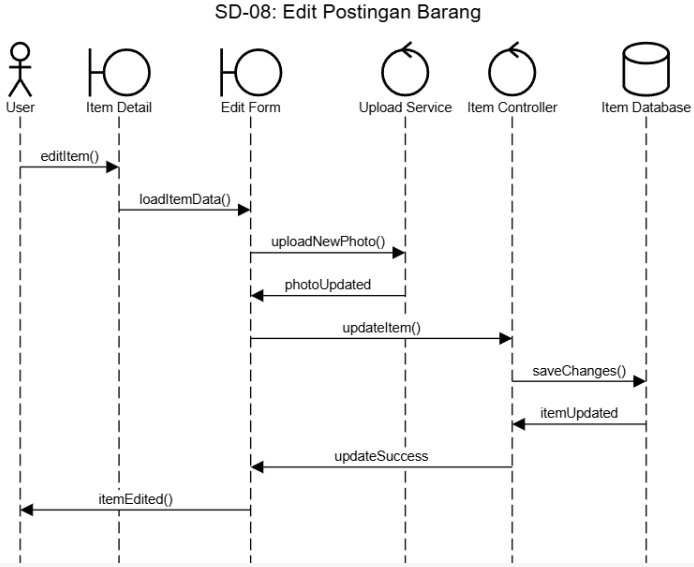 SD-08: Edit Postingan Barang
User
Item Detail
Edit Form
Upload Service
Item Controller
Item Database
editItem()
loadItemData()
uploadNewPhoto()
photoUpdated
updateItem()
saveChanges()
itemUpdated
updateSuccess
itemEdited()